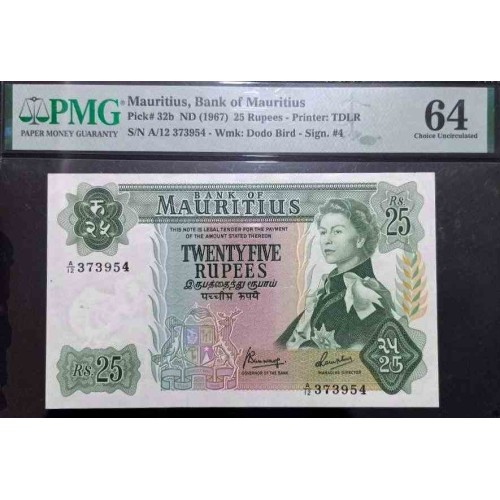 PMG
PAPER MONEY GUARANTY
Mauritius, Bank of Mauritius
Pick# 32b ND (1967) 25 Rupees - Printer: TDLR
S/N A/12 373954 - Wmk: Dodo Bird - Sign. #4
64
Choice Uncirculated
BANK OF
MAURITIUS
THIS NOTE IS LEGAL TENDER FOR THE PAYMENT
OF THE AMOUNT STATED THEREON
Rs. 25
A/12 373954
TWENTY FIVE
RUPEES
இருபத்தைந்து ரூபாய்
पच्चीस रूपये
Rs 25
GOVERNOR OF THE BANK
MANAGING DIRECTOR
A/12 373954